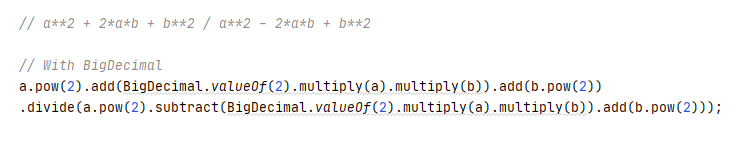 // a**2 + 2*a*b + b**2 / a**2 - 2*a*b + b**2
// With BigDecimal
a.pow(2).add(BigDecimal.valueOf(2).multiply(a).multiply(b)).add(b.pow(2))
.divide(a.pow(2).subtract(BigDecimal.valueOf(2).multiply(a).multiply(b)).add(b.pow(2)));